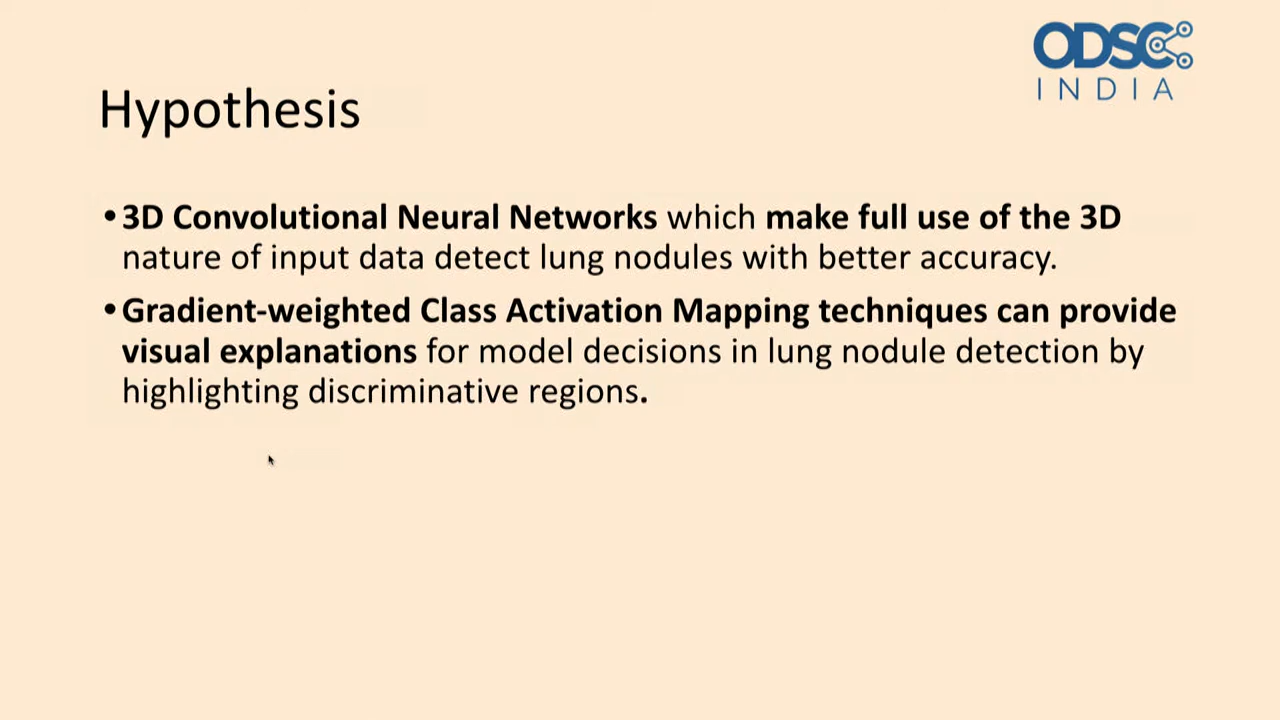 ODSC
INDIA
Hypothesis
•3D Convolutional Neural Networks which make full use of the 3D
nature of input data detect lung nodules with better accuracy.
•Gradient-weighted Class Activation Mapping techniques can provide
visual explanations for model decisions in lung nodule detection by
highlighting discriminative regions.